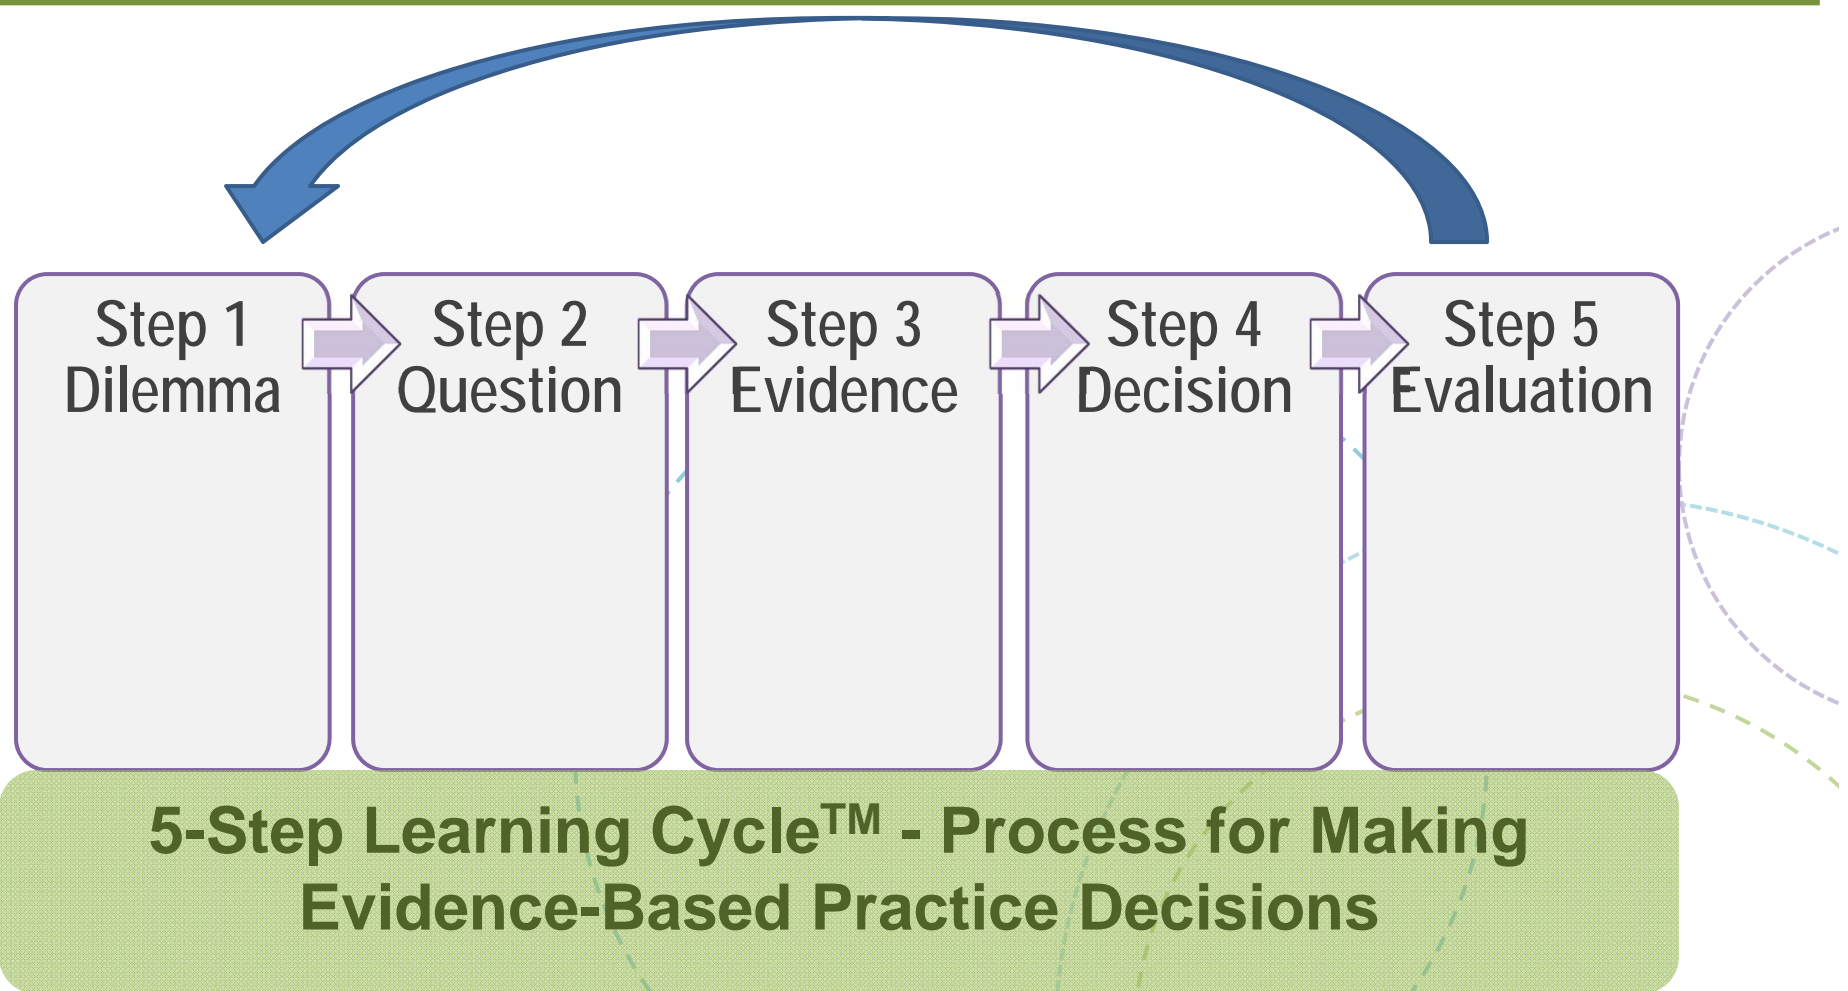 Step 1
Dilemma
Step 2
Question
Step 3
Evidence
Step 4
Decision
Step 5
Evaluation
5-Step Learning Cycle™ - Process for Making
Evidence-Based Practice Decisions